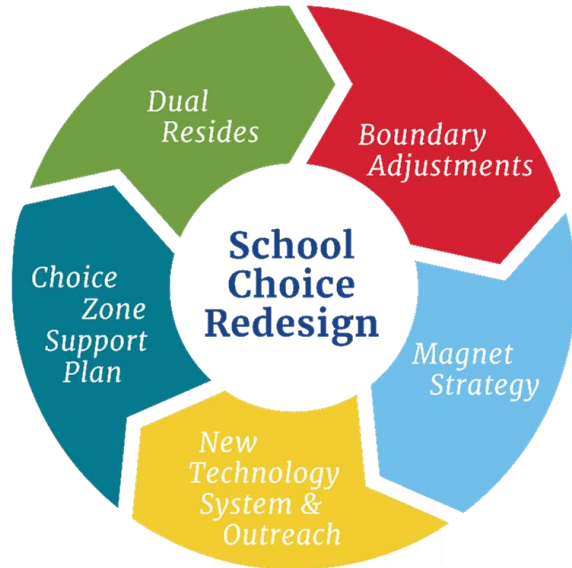 School
Choice
Redesign
Dual
Resides
Boundary
Adjustments
Magnet
Strategy
New
Technology
System &
Outreach
Choice
Zone
Support
Plan